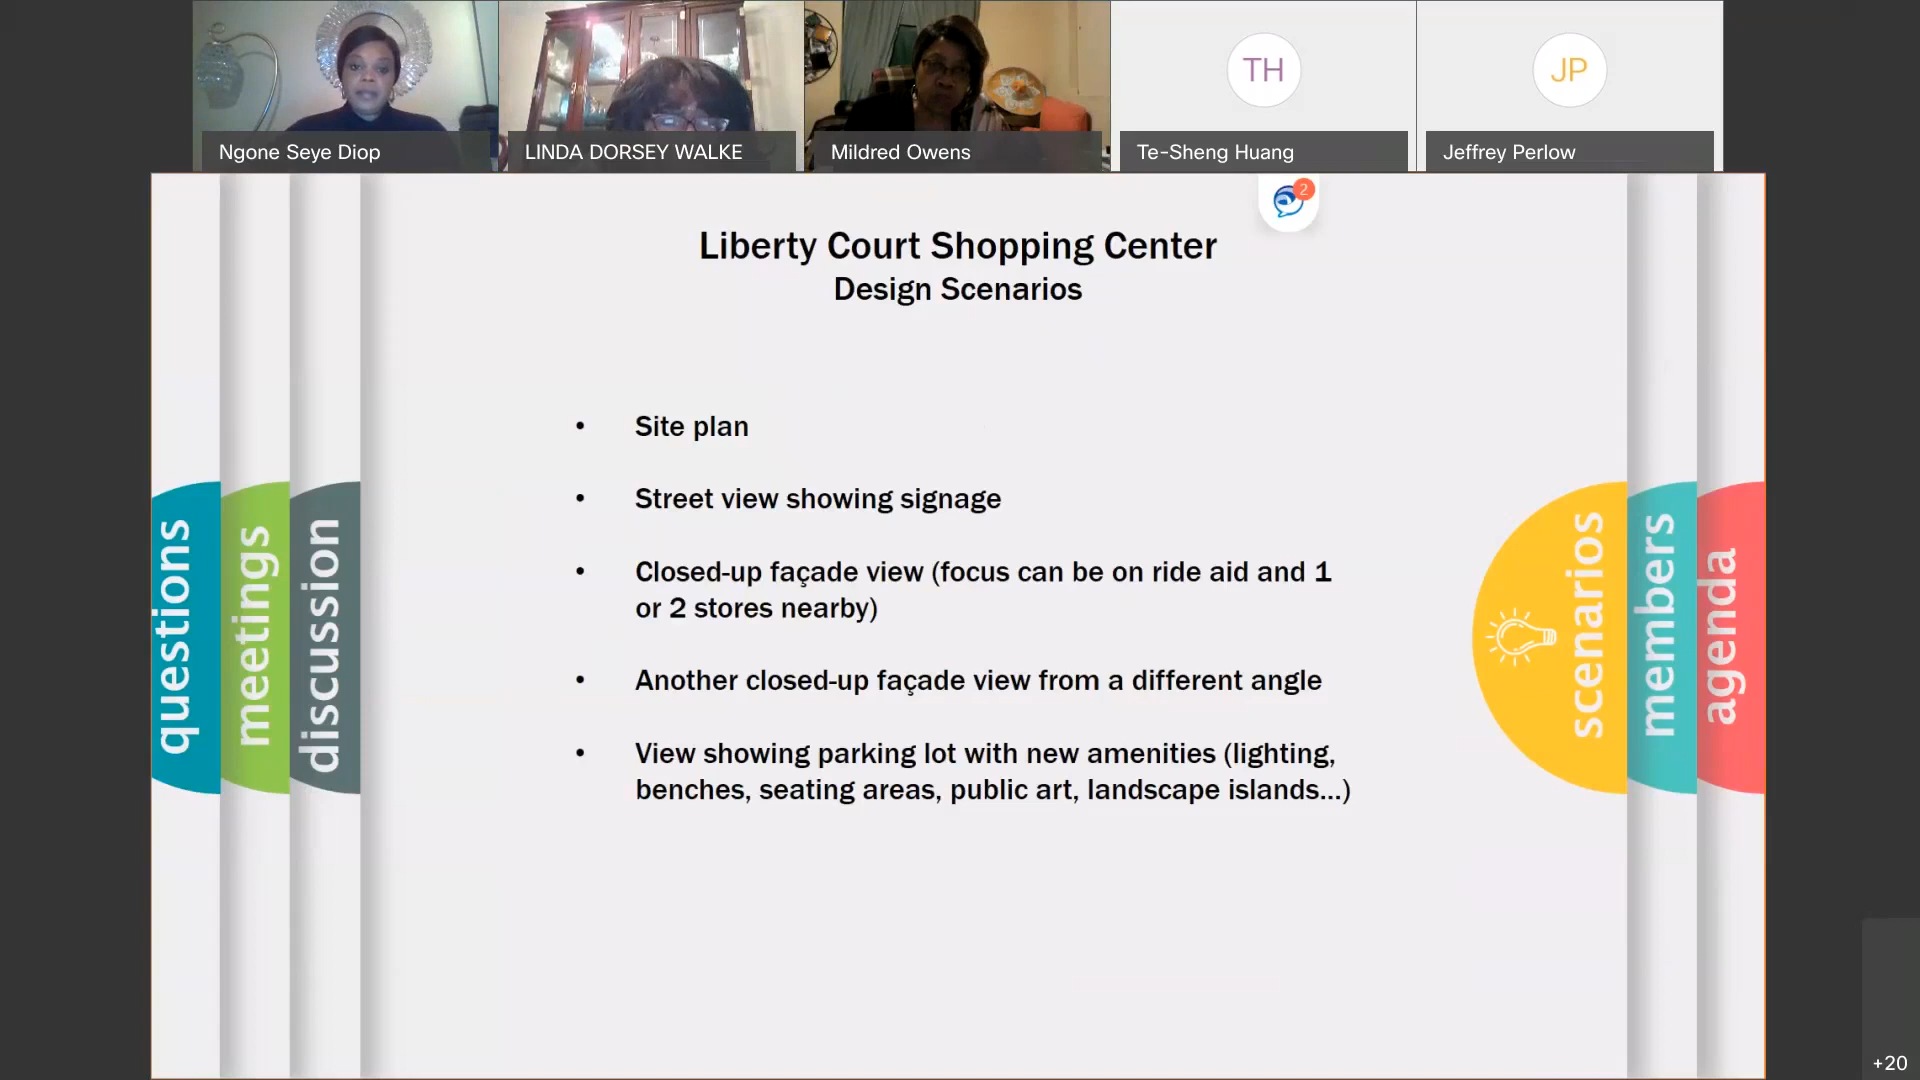 Ngone Seye Diop
LINDA DORSEY WALKE
Mildred Owens
TH
Te-Sheng Huang
JP
Jeffrey Perlow
2
Liberty Court Shopping Center
Design Scenarios
• Site plan
• Street view showing signage
• Closed-up façade view (focus can be on ride aid and 1
or 2 stores nearby)
• Another closed-up façade view from a different angle
• View showing parking lot with new amenities (lighting,
benches, seating areas, public art, landscape islands...)
questions
meetings
discussion
scenarios
members
agenda
+20